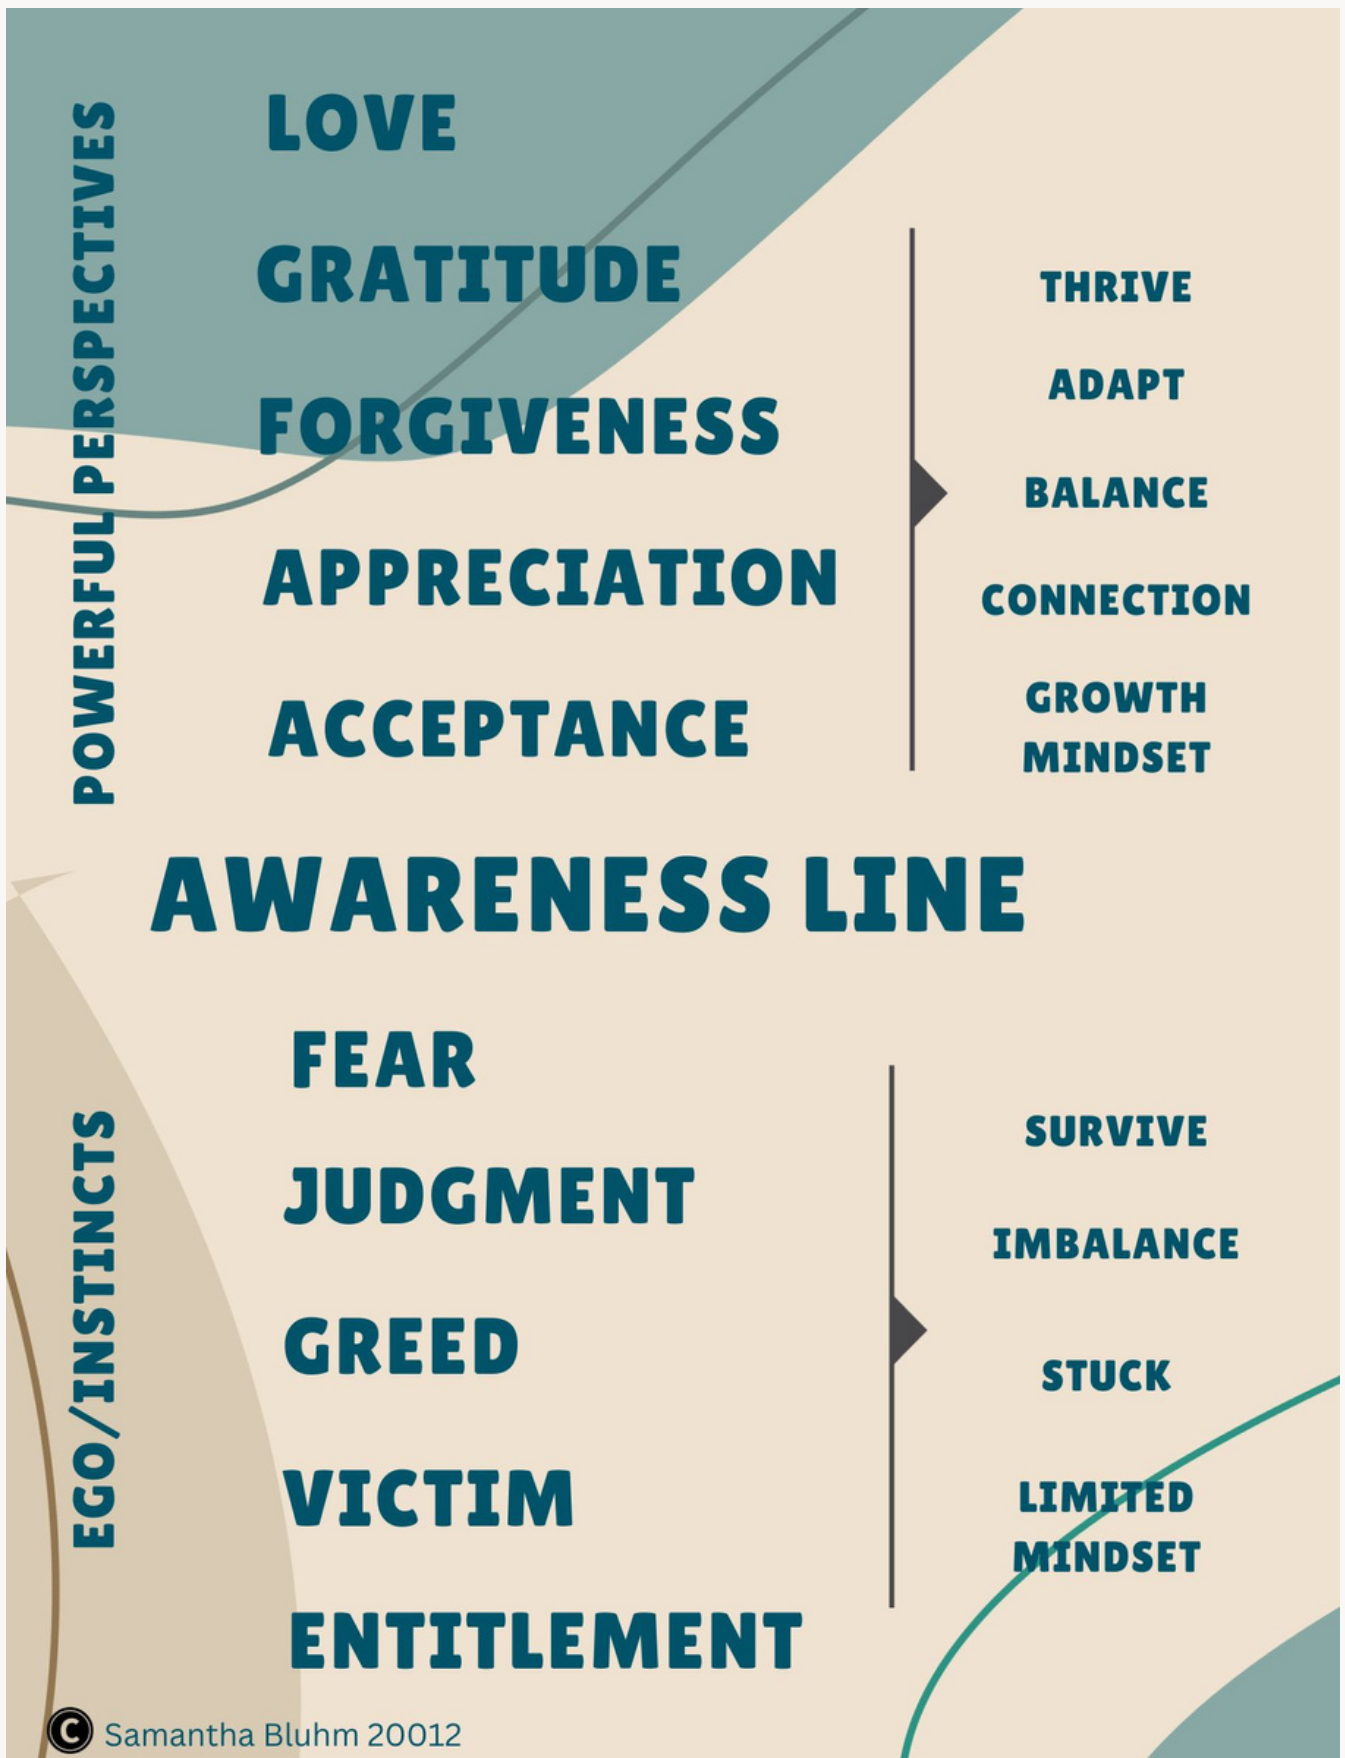 POWERFUL PERSPECTIVES
LOVE
GRATITUDE
FORGIVENESS
APPRECIATION
ACCEPTANCE
THRIVE
ADAPT
BALANCE
CONNECTION
GROWTH
MINDSET
AWARENESS LINE
EGO/INSTINCTS
FEAR
JUDGMENT
GREED
VICTIM
ENTITLEMENT
SURVIVE
IMBALANCE
STUCK
LIMITED
MINDSET
© Samantha Bluhm 20012